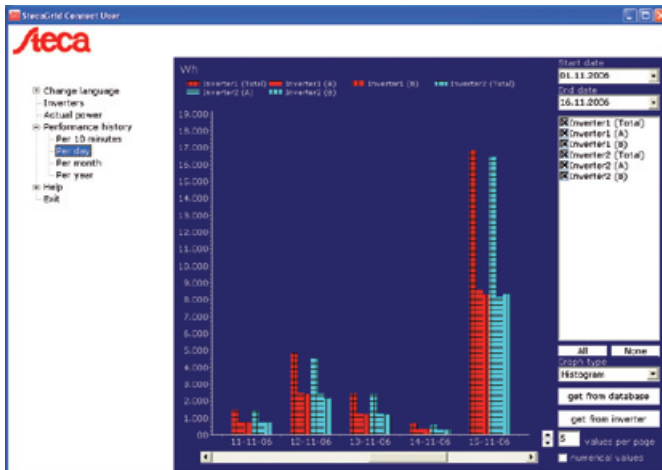 StecaGrid Connect User
Steca
Change language
Inverters
Actual power
Performance history
Per 10 minutes
Per day
Per month
Per year
Help
Exit
Wh
Inverter1 (Total) Inverter1 (A) Inverter1 (B) Inverter2 (Total)
Inverter2 (A) Inverter2 (B)
19.000
18.000
17.000
16.000
15.000
14.000
13.000
12.000
11.000
10.000
9.000
8.000
7.000
6.000
5.000
4.000
3.000
2.000
1.000
00
11-11-06 12-11-06 13-11-06 14-11-06 15-11-06
Start date
01.11.2006
End date
16.11.2006
Inverter1 (Total)
Inverter1 (A)
Inverter1 (B)
Inverter2 (Total)
Inverter2 (A)
Inverter2 (B)
All None
Graph type
Histogram
get from database
get from inverter
5 values per page
numerical values